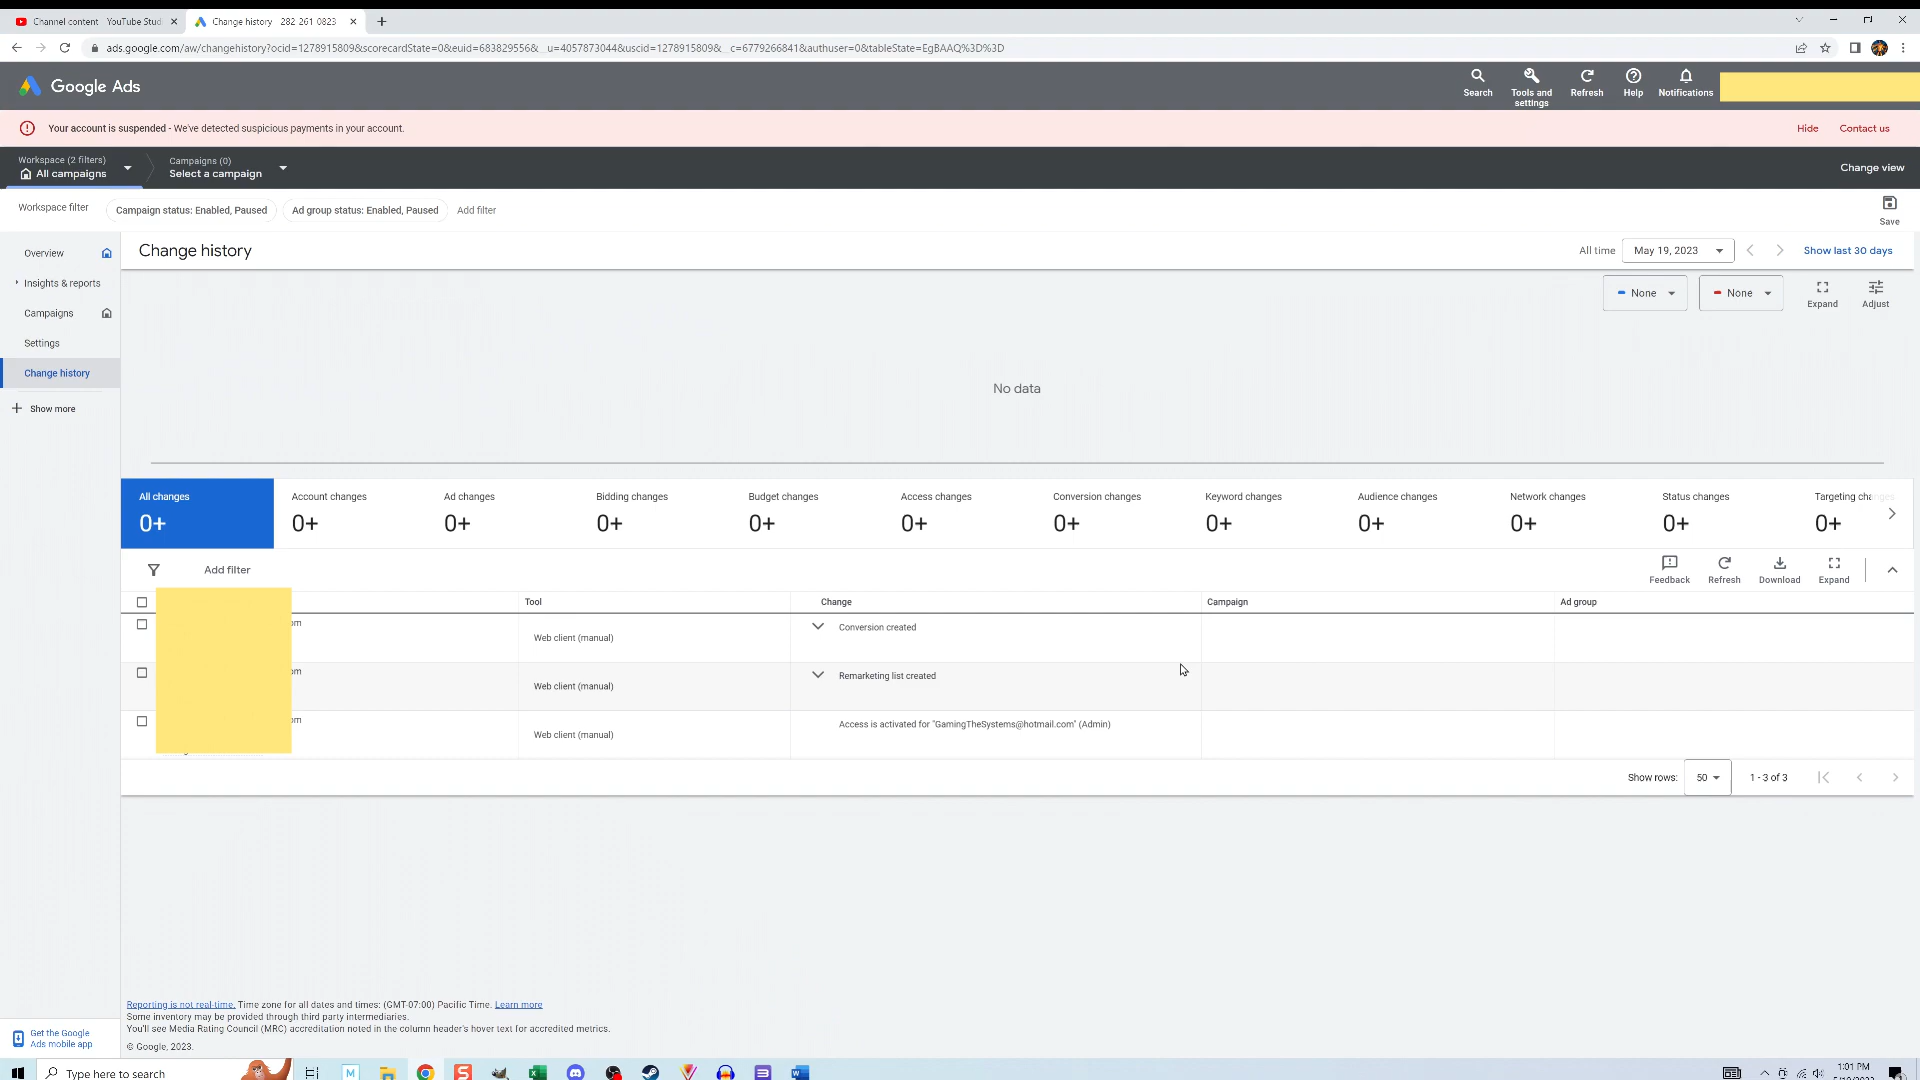 Channel content - YouTube Stud
Change history - 282-261-0823
ads.google.com/aw/changehistory?ocid=1278915809&scorecardState=0&euid=683829556&__u=4057873044&uscid=1278915809&__c=6779266841&authuser=0&tableState=EgBAAQ%3D%3D
Google Ads
Search
Tools and settings
Refresh
Help
Notifications
Your account is suspended - We've detected suspicious payments in your account.
Hide
Contact us
Workspace (2 filters)
All campaigns
Campaigns (0)
Select a campaign
Change view
Workspace filter
Campaign status: Enabled, Paused
Ad group status: Enabled, Paused
Add filter
Save
Overview
Insights & reports
Campaigns
Settings
Change history
Show more
Change history
All time
May 19, 2023
Show last 30 days
None
None
Expand
Adjust
No data
All changes
0+
Account changes
0+
Ad changes
0+
Bidding changes
0+
Budget changes
0+
Access changes
0+
Conversion changes
0+
Keyword changes
0+
Audience changes
0+
Network changes
0+
Status changes
0+
Targeting changes
0+
Add filter
Feedback
Refresh
Download
Expand
Tool
Change
Campaign
Ad group
om
Web client (manual)
Conversion created
om
Web client (manual)
Remarketing list created
om
Web client (manual)
Access is activated for "GamingTheSystems@hotmail.com" (Admin)
Show rows:
50
1 - 3 of 3
Reporting is not real-time. Time zone for all dates and times: (GMT-07:00) Pacific Time. Learn more
Some inventory may be provided through third party intermediaries.
You'll see Media Rating Council (MRC) accreditation noted in the column header's hover text for accredited metrics.
© Google, 2023.
Get the Google
Ads mobile app
Type here to search
1:01 PM